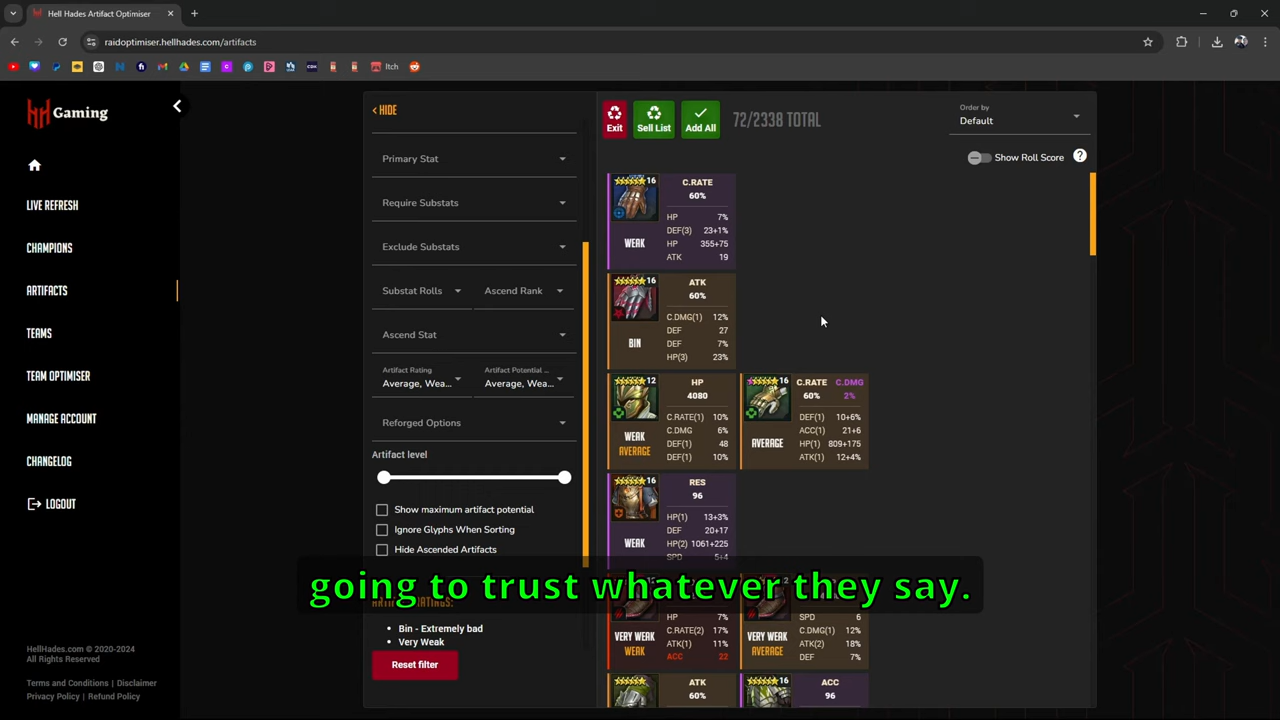 Hell Hades Artifact Optimiser
raidoptimiser.hellhades.com/artifacts
Itch
Gaming
LIVE REFRESH
CHAMPIONS
ARTIFACTS
TEAMS
TEAM OPTIMISER
MANAGE ACCOUNT
CHANGELOG
LOGOUT
HellHades.com © 2020-2024
All Rights Reserved
Terms and Conditions | Disclaimer
Privacy Policy | Refund Policy
< HIDE
Primary Stat
Require Substats
Exclude Substats
Substat Rolls
Ascend Rank
Ascend Stat
Artifact Rating
Average, Wea...
Artifact Potential ...
Average, Wea...
Reforged Options
Artifact level
Show maximum artifact potential
Ignore Glyphs When Sorting
Hide Ascended Artifacts
Bin - Extremely bad
Very Weak
Reset filter
Exit
Sell List
Add All
72/2338 TOTAL
Order by
Default
Show Roll Score
?
16
WEAK
C.RATE
60%
HP 7%
DEF(3) 23+1%
HP 355+75
ATK 19
16
BIN
ATK
60%
C.DMG(1) 12%
DEF 27
DEF 7%
HP(3) 23%
12
WEAK
AVERAGE
HP
4080
C.RATE(1) 10%
C.DMG 6%
DEF(1) 48
DEF(1) 10%
16
AVERAGE
C.RATE C.DMG
60% 2%
DEF(1) 10+6%
ACC(1) 21+6
HP(1) 809+175
ATK(1) 12+4%
16
WEAK
RES
96
HP(1) 13+3%
DEF 20+17
HP(2) 1061+225
SPD 5+4
going to trust whatever they say.
VERY WEAK
WEAK
HP 7%
C.RATE(2) 17%
ATK(1) 11%
ACC 22
VERY WEAK
AVERAGE
SPD 6
C.DMG(1) 12%
ATK(2) 18%
DEF 7%
16
ATK
60%
16
ACC
96